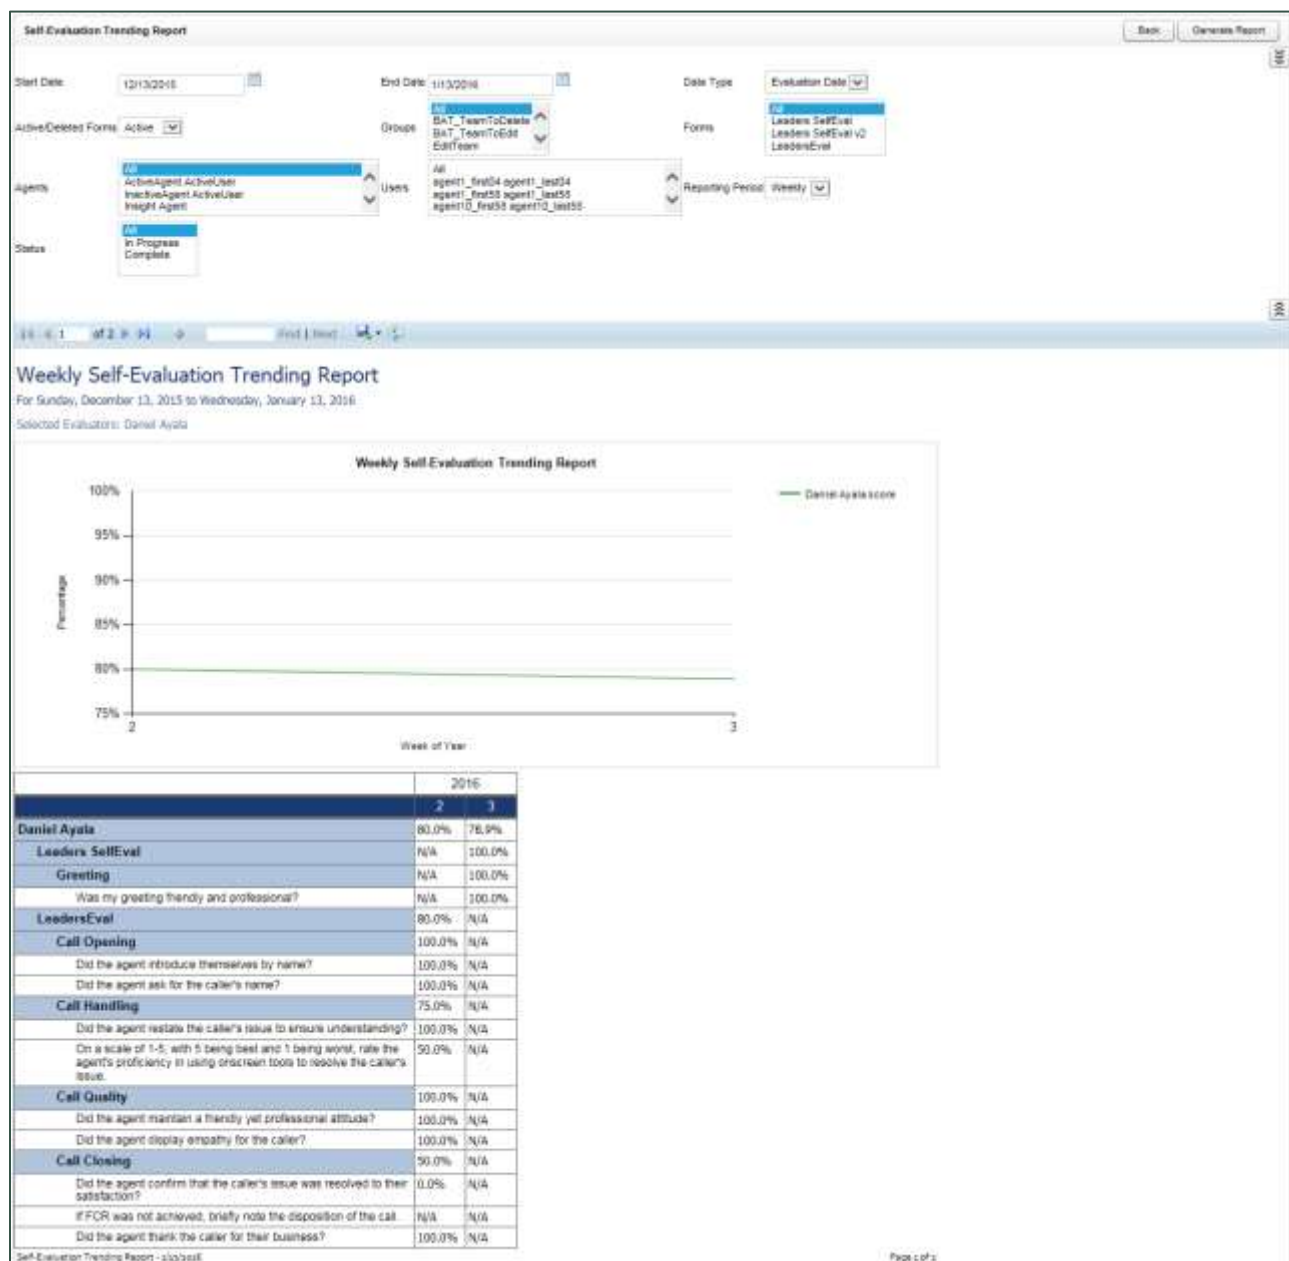 Self-Evaluation Trending Report
Back
Generate Report
Start Date
12/13/2015
End Date
1/13/2016
Date Type
Evaluation Date
Active/Deleted Forms
Active
Groups
All
BAT_TeamToDelete
BAT_TeamToEdit
EditTeam
Forms
All
Leaders SelfEval
Leaders SelfEval v2
LeadersEval
Agents
All
ActiveAgent ActiveUser
InactiveAgent ActiveUser
Insight Agent
Users
All
agent1_first04 agent1_last04
agent1_first58 agent1_last58
agent10_first58 agent10_last58
Reporting Period
Weekly
Status
All
In Progress
Complete
1 of 2
Find | Next
Weekly Self-Evaluation Trending Report
For Sunday, December 13, 2015 to Wednesday, January 13, 2016
Selected Evaluators: Daniel Ayala
Weekly Self-Evaluation Trending Report
100%
95%
90%
85%
80%
75%
Percentage
2
3
Week of Year
Daniel Ayala score
2016
2 3
Daniel Ayala 80.0% 78.9%
Leaders SelfEval N/A 100.0%
Greeting N/A 100.0%
Was my greeting friendly and professional? N/A 100.0%
LeadersEval 80.0% N/A
Call Opening 100.0% N/A
Did the agent introduce themselves by name? 100.0% N/A
Did the agent ask for the caller's name? 100.0% N/A
Call Handling 75.0% N/A
Did the agent restate the caller's issue to ensure understanding? 100.0% N/A
On a scale of 1-5, with 5 being best and 1 being worst, rate the 50.0% N/A
agent's proficiency in using onscreen tools to resolve the caller's
issue.
Call Quality 100.0% N/A
Did the agent maintain a friendly yet professional attitude? 100.0% N/A
Did the agent display empathy for the caller? 100.0% N/A
Call Closing 50.0% N/A
Did the agent confirm that the caller's issue was resolved to their 0.0% N/A
satisfaction?
If FCR was not achieved, briefly note the disposition of the call. N/A N/A
Did the agent thank the caller for their business? 100.0% N/A
Self-Evaluation Trending Report -
Page 1 of 2